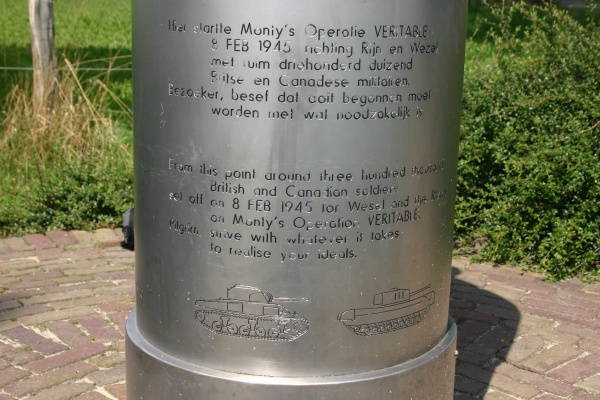 Hier startte Monty's Operatie VERITABLE
8 FEB 1945 richting Rijn en Wezel
met ruim driehonderd duizend
Britse en Canadese militairen.
Bezoeker, besef dat ooit begonnen moet
worden met wat noodzakelijk is.
From this point around three hundred thousand
British and Canadian soldiers
set off on 8 FEB 1945 for Wesel and the Rhine
on Monty's Operation VERITABLE.
Pilgrim strive with whatever it takes
to realise your ideals.